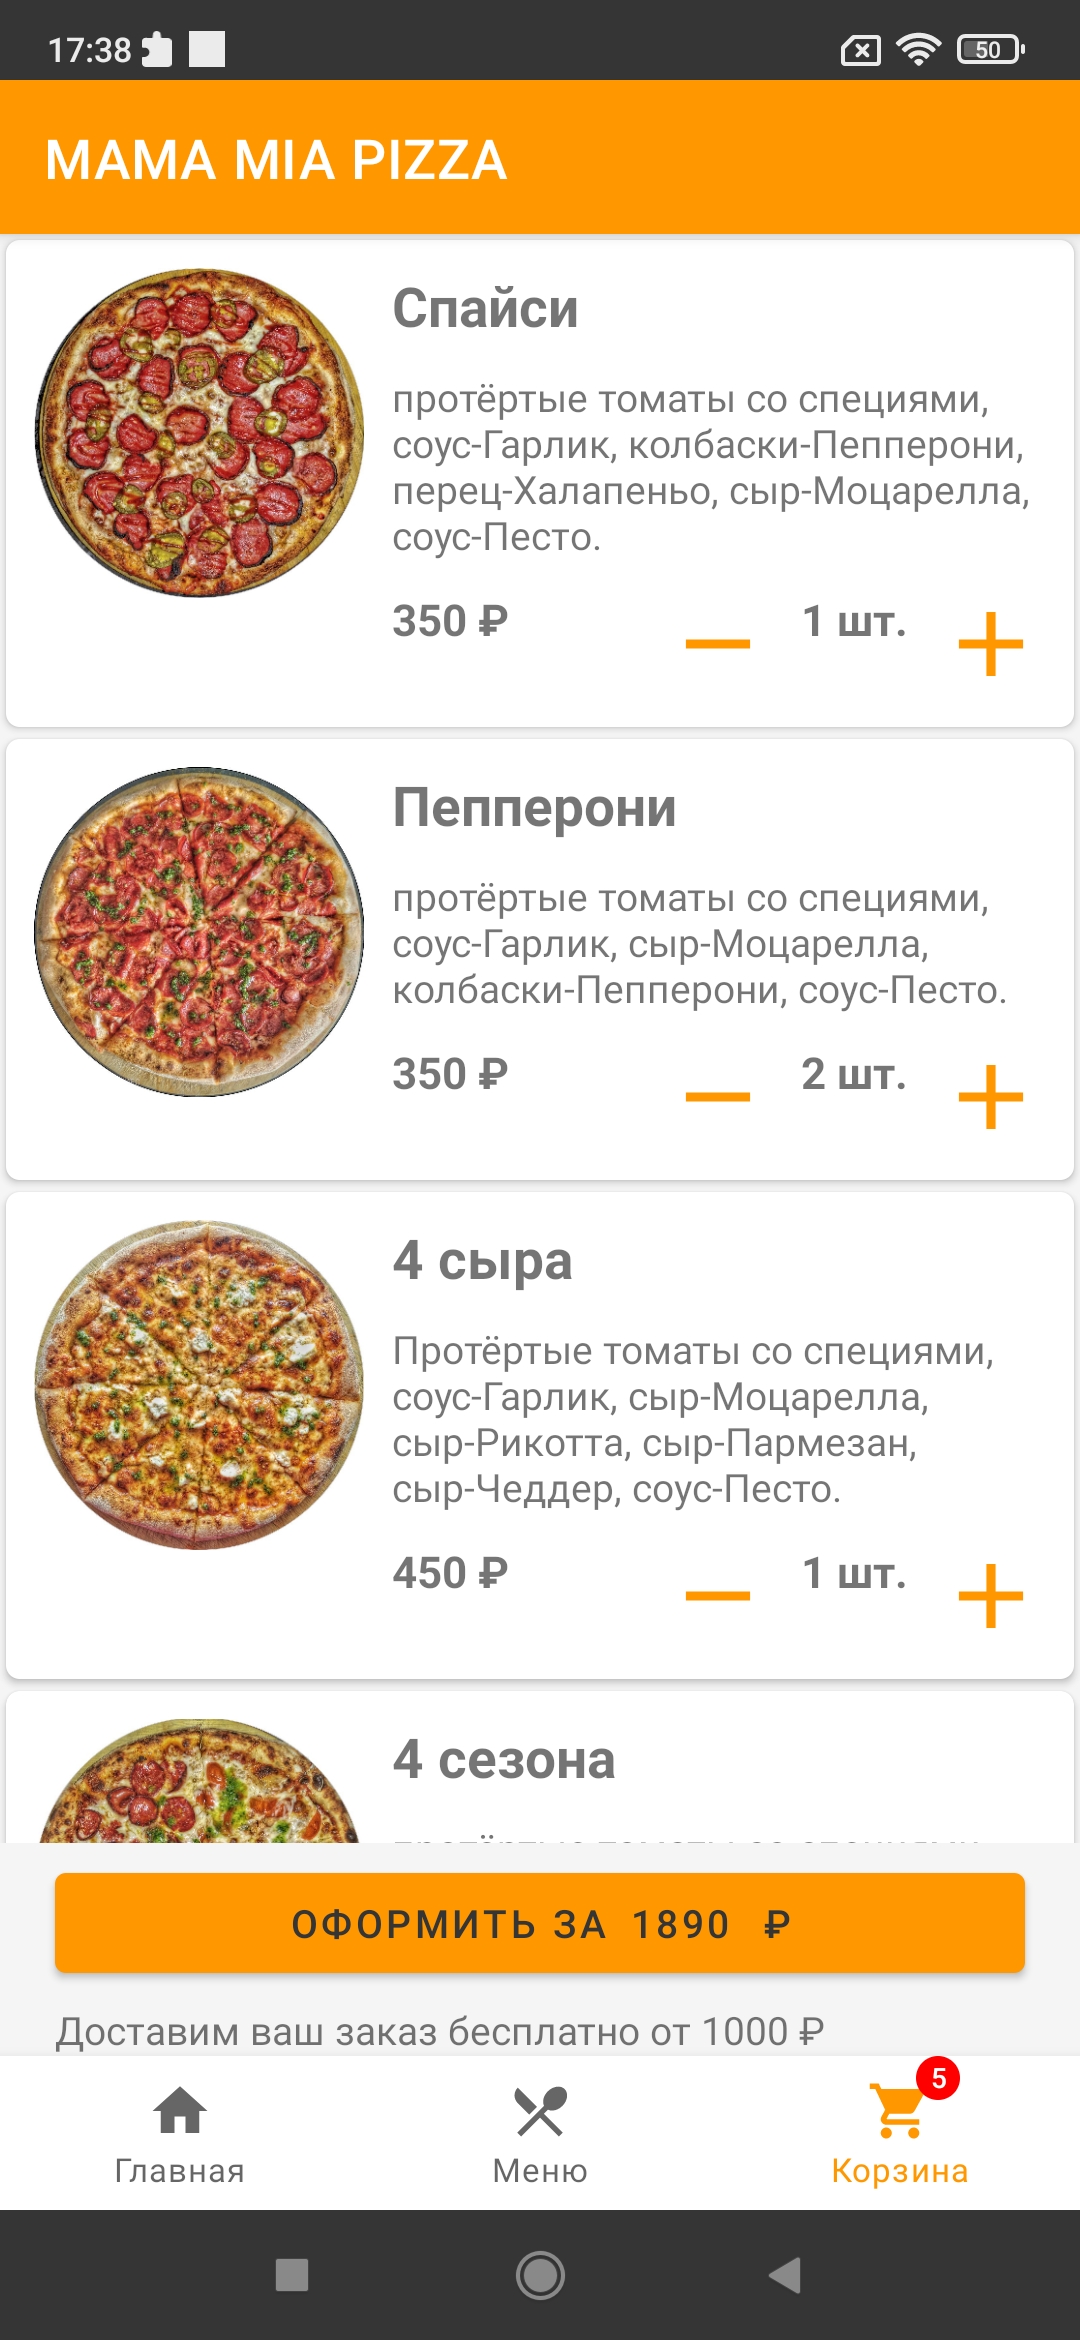 17:38
50
MAMA MIA PIZZA
Спайси
протёртые томаты со специями,
соус-Гарлик, колбаски-Пепперони,
перец-Халапеньо, сыр-Моцарелла,
соус-Песто.
350 ₽ 1 шт.
Пепперони
протёртые томаты со специями,
соус-Гарлик, сыр-Моцарелла,
колбаски-Пепперони, соус-Песто.
350 ₽ 2 шт.
4 сыра
Протёртые томаты со специями,
соус-Гарлик, сыр-Моцарелла,
сыр-Рикотта, сыр-Пармезан,
сыр-Чеддер, соус-Песто.
450 ₽ 1 шт.
4 сезона
ОФОРМИТЬ ЗА 1890 ₽
Доставим ваш заказ бесплатно от 1000 ₽
5
Главная Меню Корзина